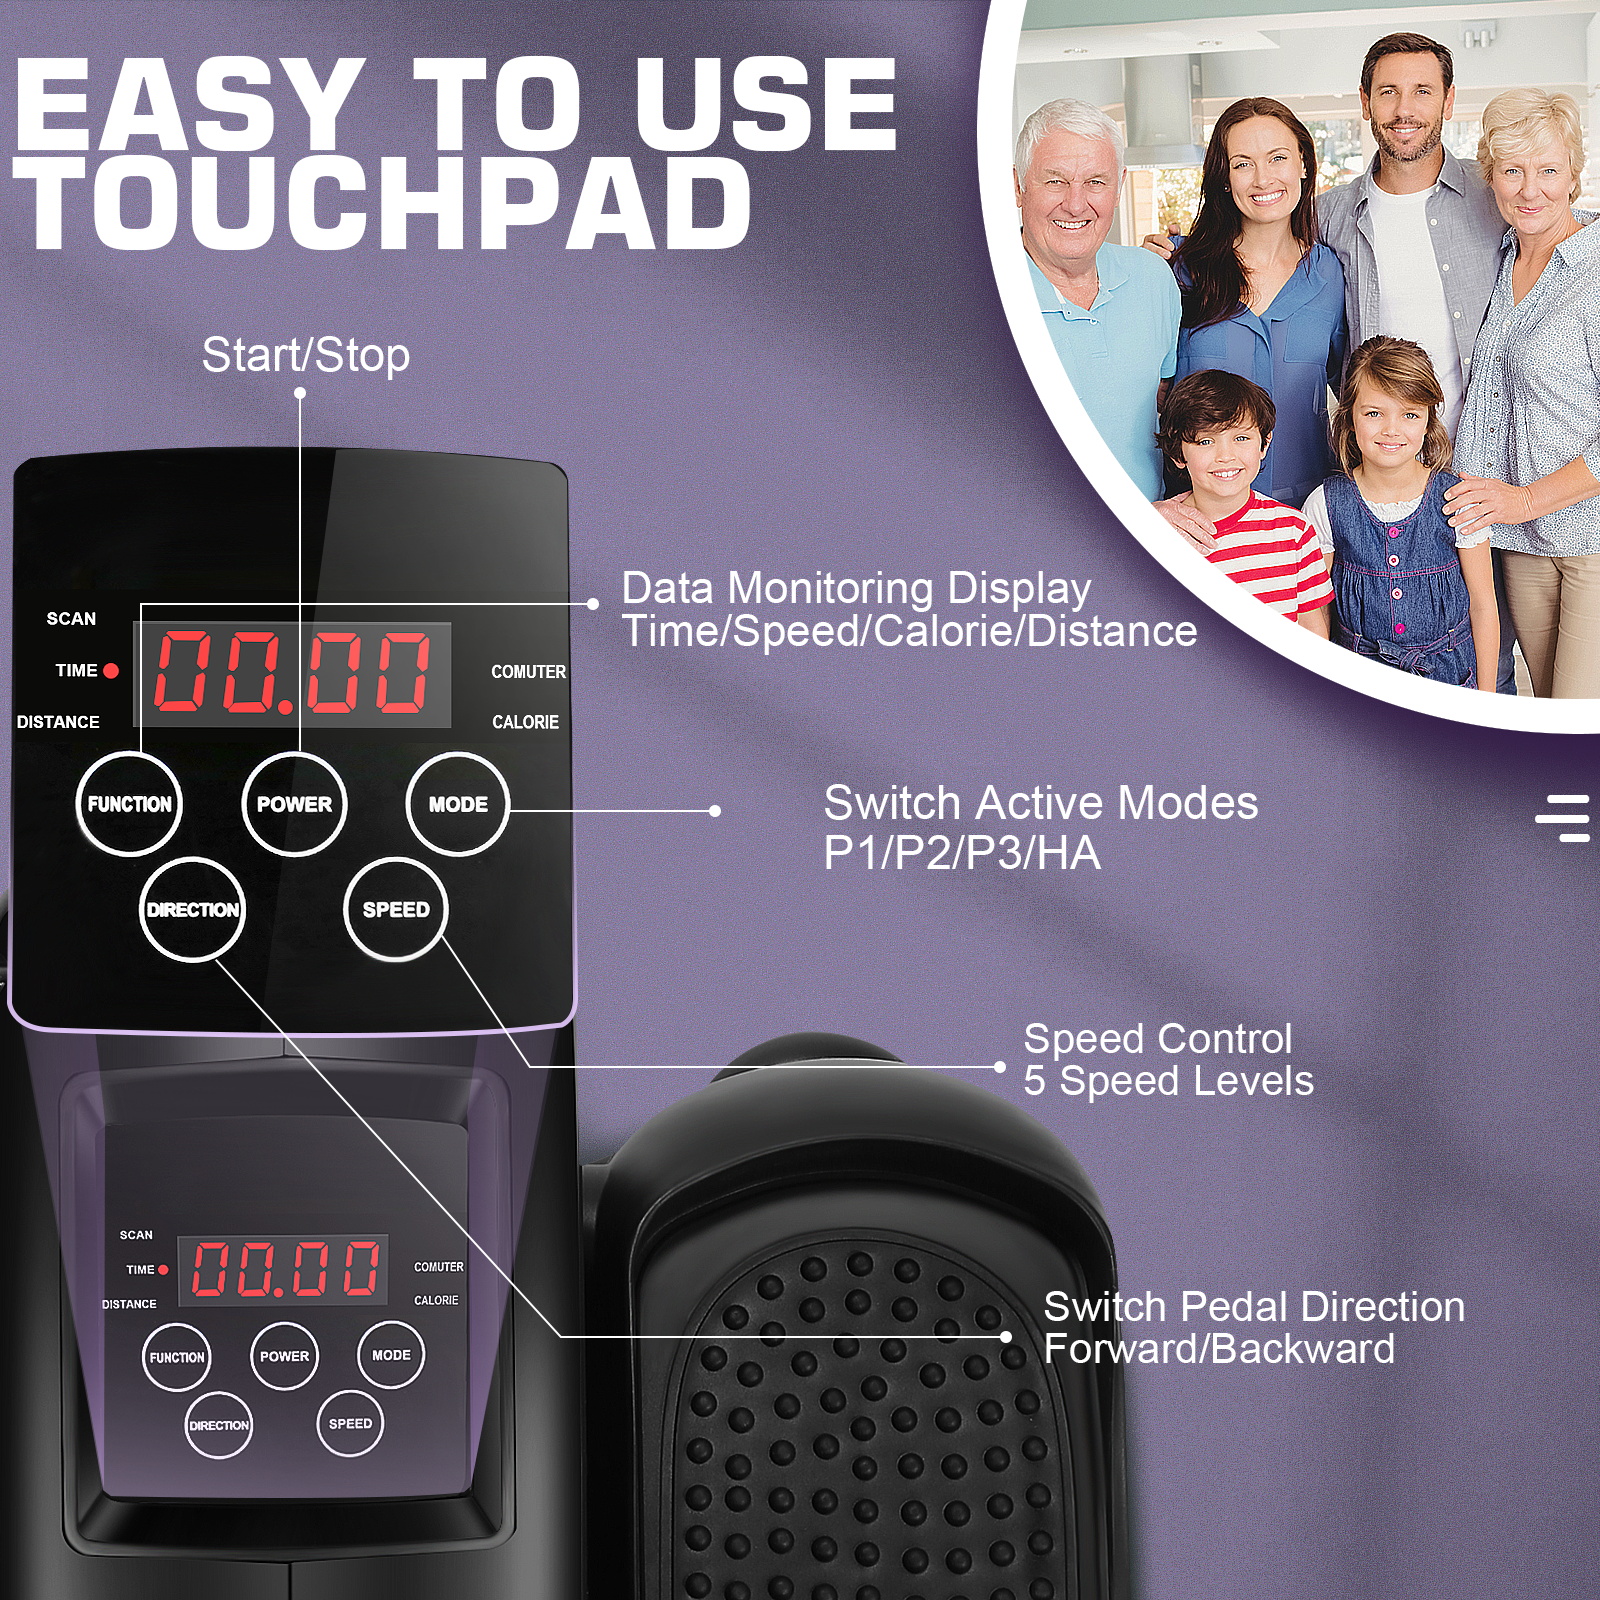 EASY TO USE
TOUCHPAD
Start/Stop
Data Monitoring Display
Time/Speed/Calorie/Distance
SCAN
TIME
DISTANCE
00.00
COMUTER
CALORIE
FUNCTION
POWER
MODE
DIRECTION
SPEED
Switch Active Modes
P1/P2/P3/HA
Speed Control
5 Speed Levels
SCAN
TIME
DISTANCE
00.00
COMUTER
CALORIE
FUNCTION
POWER
MODE
DIRECTION
SPEED
Switch Pedal Direction
Forward/Backward